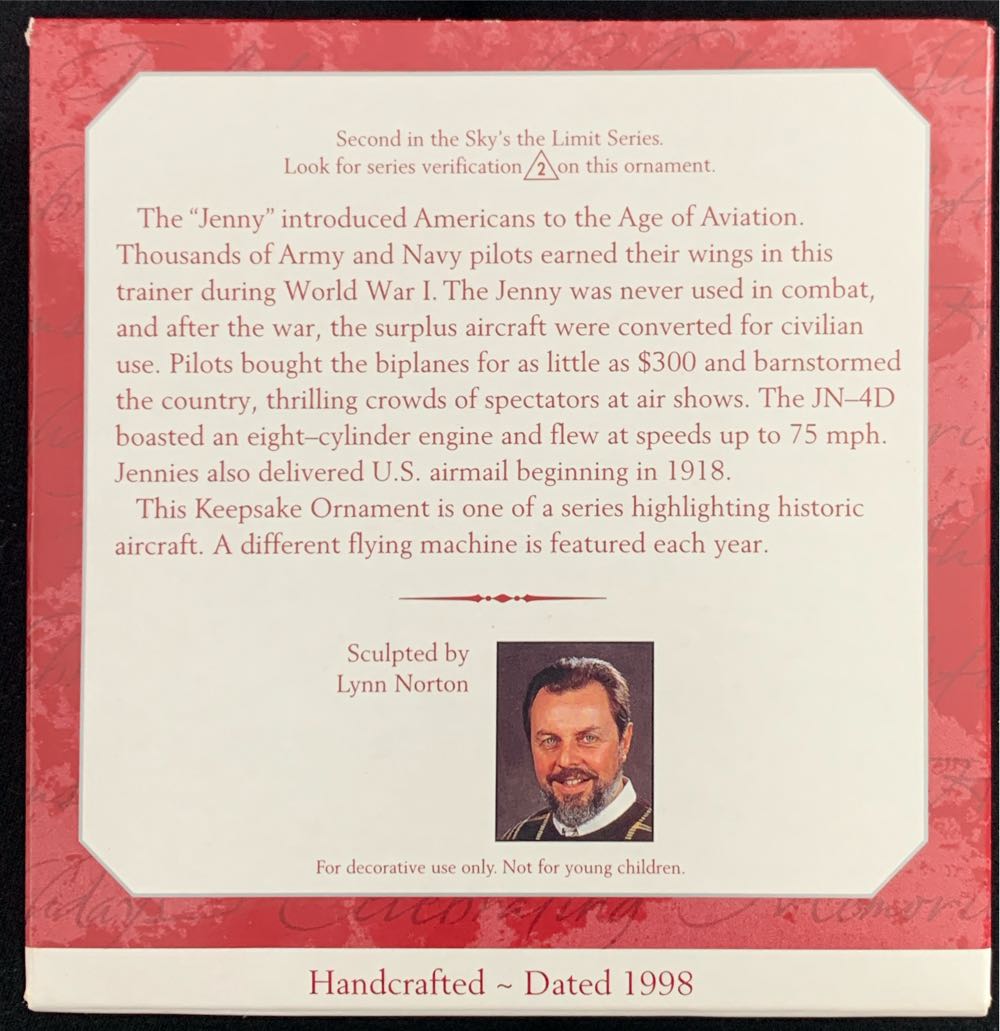 Second in the Sky's the Limit Series.
Look for series verification 2 on this ornament.
The “Jenny” introduced Americans to the Age of Aviation.
Thousands of Army and Navy pilots earned their wings in this
trainer during World War I. The Jenny was never used in combat,
and after the war, the surplus aircraft were converted for civilian
use. Pilots bought the biplanes for as little as $300 and barnstormed
the country, thrilling crowds of spectators at air shows. The JN–4D
boasted an eight–cylinder engine and flew at speeds up to 75 mph.
Jennies also delivered U.S. airmail beginning in 1918.
This Keepsake Ornament is one of a series highlighting historic
aircraft. A different flying machine is featured each year.
Sculpted by
Lynn Norton
For decorative use only. Not for young children.
Celebrating
Handcrafted ~ Dated 1998